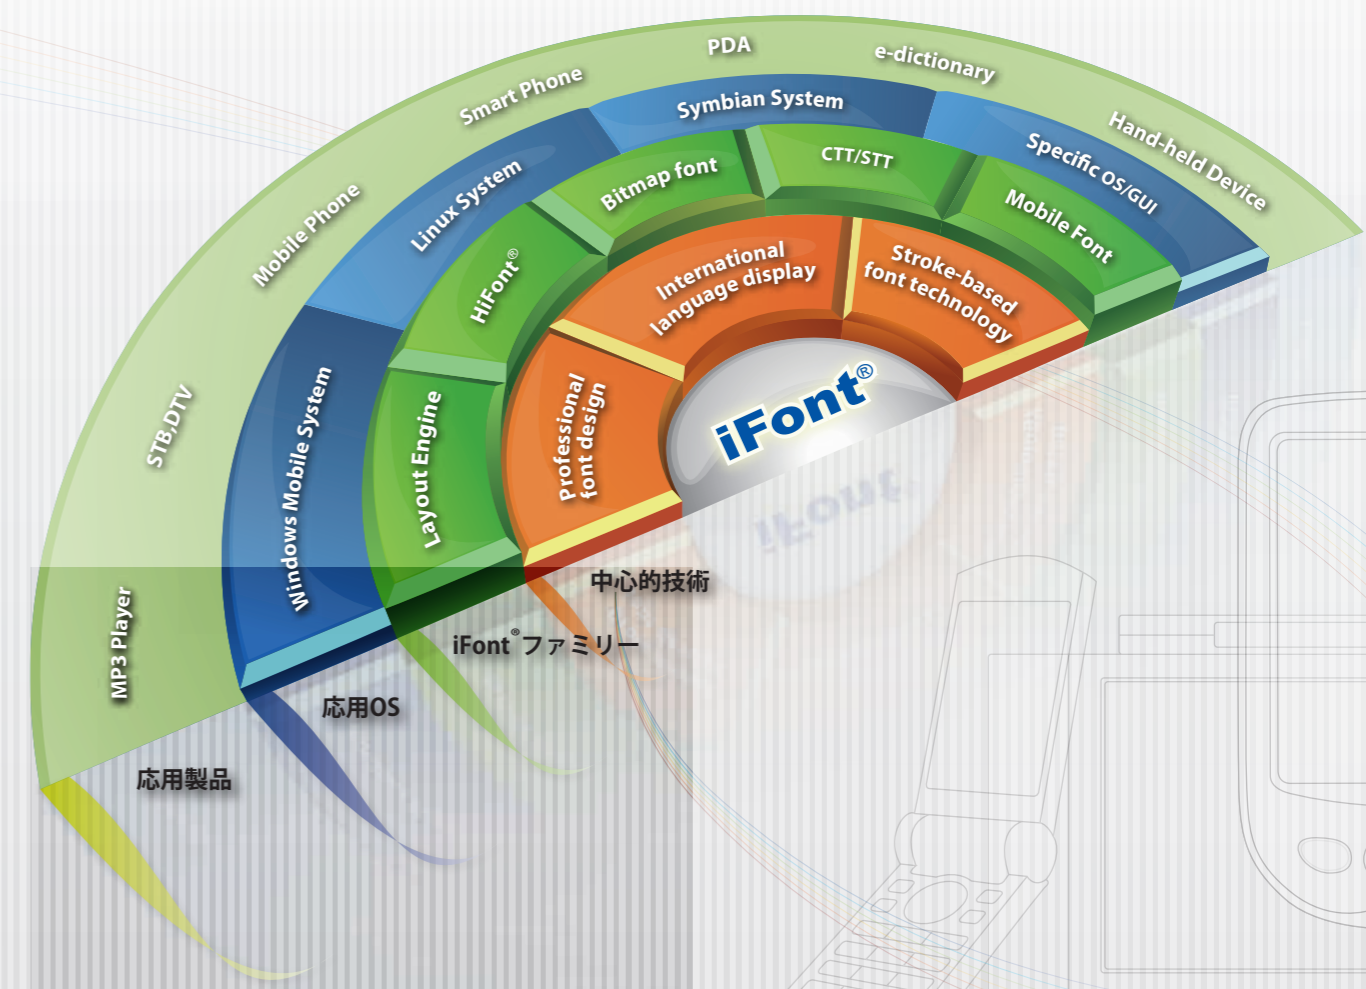 PDA
e-dictionary
Smart Phone
Hand-held Device
Mobile Phone
STB,DTV
MP3 Player
Symbian System
Specific OS/GUI
Linux System
Windows Mobile System
Bitmap font
CTT/STT
Mobile Font
HiFont®
Layout Engine
International
language display
Stroke-based
font technology
Professional
font design
iFont®
中心的技術
iFont®ファミリー
応用OS
応用製品